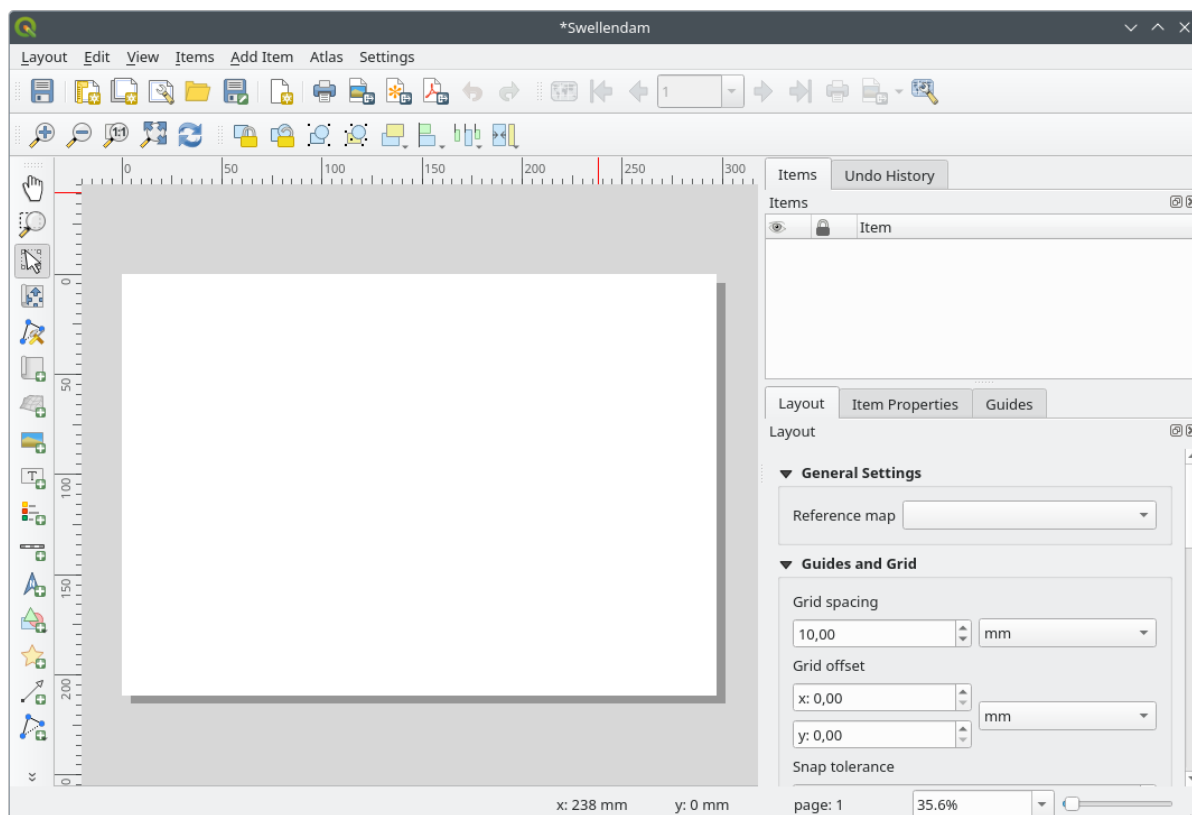 *Swellendam
Layout Edit View Items Add Item Atlas Settings
1
1:1
0 50 100 150 200 250 300
Items Undo History
Items
Item
0
50
100
150
200
0
T
Layout Item Properties Guides
Layout
General Settings
Reference map
Guides and Grid
Grid spacing
10,00 mm
Grid offset
x: 0,00
mm
y: 0,00
Snap tolerance
x: 238 mm y: 0 mm page: 1 35.6%